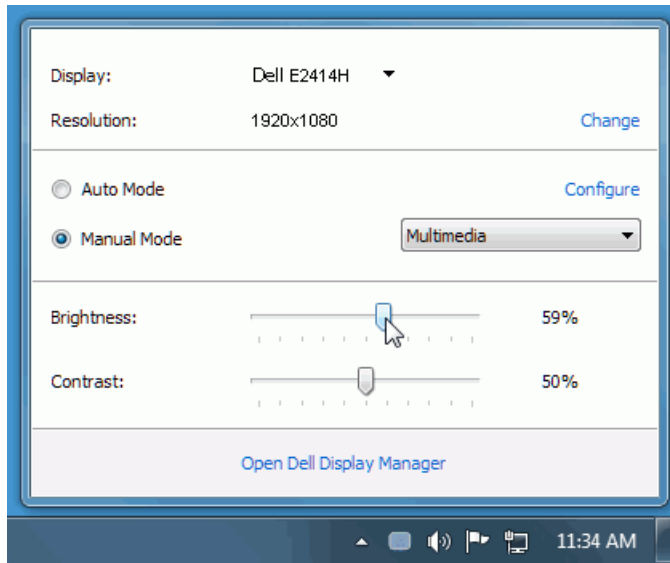 Display: Dell E2414H
Resolution: 1920x1080 Change
Auto Mode Configure
Manual Mode Multimedia
Brightness: 59%
Contrast: 50%
Open Dell Display Manager
11:34 AM